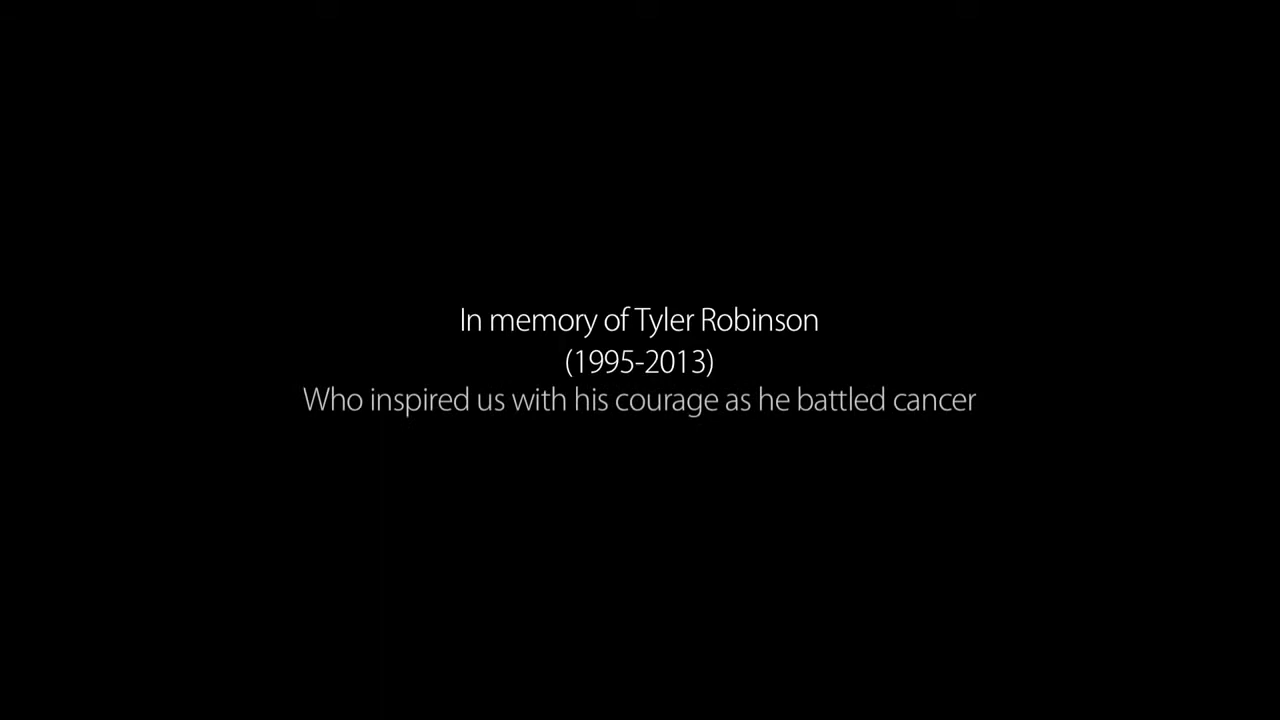 In memory of Tyler Robinson
(1995-2013)
Who inspired us with his courage as he battled cancer